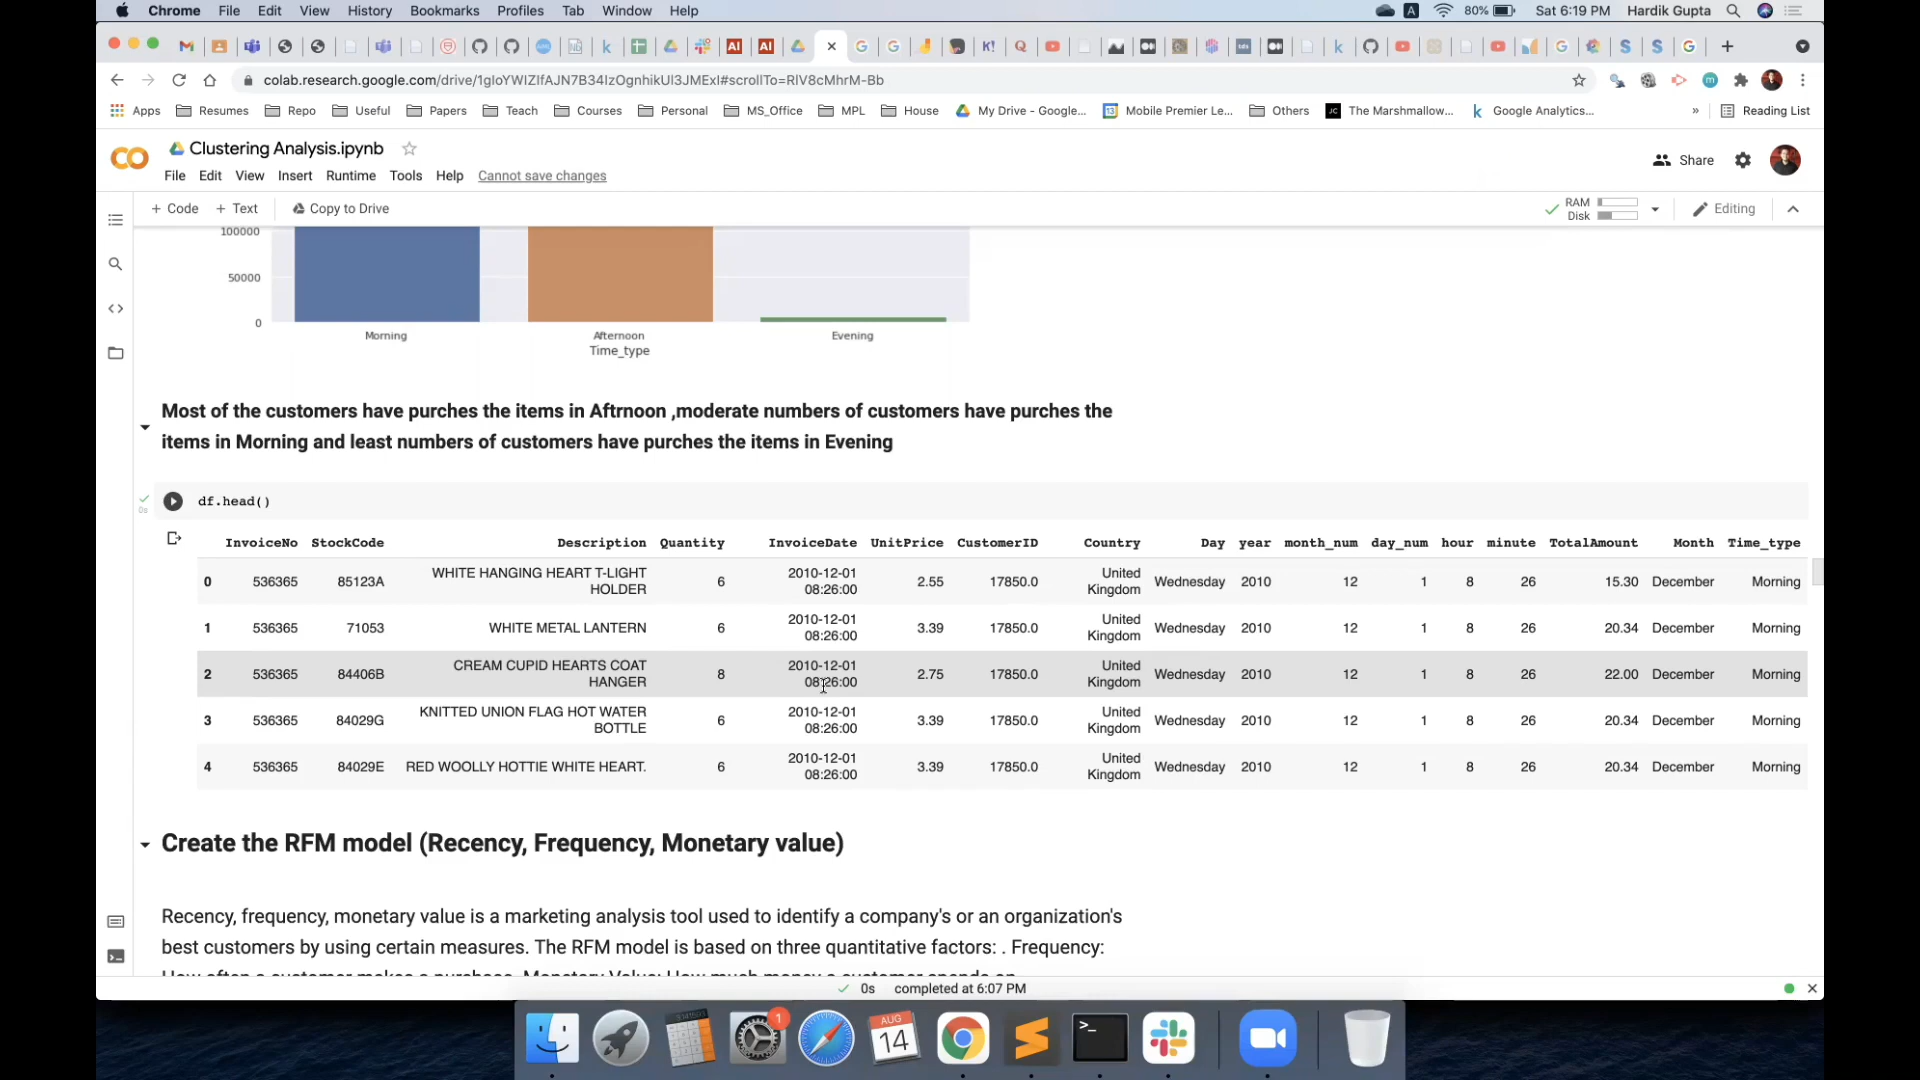 Chrome File Edit View History Bookmarks Profiles Tab Window Help
A 80% Sat 6:19 PM Hardik Gupta
colab.research.google.com/drive/1gIoYWIZIfAJN7B34IzOgnhikUI3JMExI#scrollTo=RIV8cMhrM-Bb
Apps Resumes Repo Useful Papers Teach Courses Personal MS_Office MPL House My Drive - Google... Mobile Premier Le... Others The Marshmallow... Google Analytics... » Reading List
Clustering Analysis.ipynb
Share
File Edit View Insert Runtime Tools Help Cannot save changes
+ Code + Text Copy to Drive
RAM
Disk
Editing
100000
50000
0
Morning Afternoon Evening
Time_type
Most of the customers have purches the items in Aftrnoon ,moderate numbers of customers have purches the
items in Morning and least numbers of customers have purches the items in Evening
0s
df.head()
InvoiceNo StockCode Description Quantity InvoiceDate UnitPrice CustomerID Country Day year month_num day_num hour minute TotalAmount Month Time_type
0 536365 85123A WHITE HANGING HEART T-LIGHT HOLDER 6 2010-12-01 08:26:00 2.55 17850.0 United Kingdom Wednesday 2010 12 1 8 26 15.30 December Morning
1 536365 71053 WHITE METAL LANTERN 6 2010-12-01 08:26:00 3.39 17850.0 United Kingdom Wednesday 2010 12 1 8 26 20.34 December Morning
2 536365 84406B CREAM CUPID HEARTS COAT HANGER 8 2010-12-01 08:26:00 2.75 17850.0 United Kingdom Wednesday 2010 12 1 8 26 22.00 December Morning
3 536365 84029G KNITTED UNION FLAG HOT WATER BOTTLE 6 2010-12-01 08:26:00 3.39 17850.0 United Kingdom Wednesday 2010 12 1 8 26 20.34 December Morning
4 536365 84029E RED WOOLLY HOTTIE WHITE HEART. 6 2010-12-01 08:26:00 3.39 17850.0 United Kingdom Wednesday 2010 12 1 8 26 20.34 December Morning
Create the RFM model (Recency, Frequency, Monetary value)
Recency, frequency, monetary value is a marketing analysis tool used to identify a company's or an organization's
best customers by using certain measures. The RFM model is based on three quantitative factors: . Frequency:
How often a customer makes a purchase. Monetary Value: How much money a customer spends on
0s completed at 6:07 PM
1
AUG
14